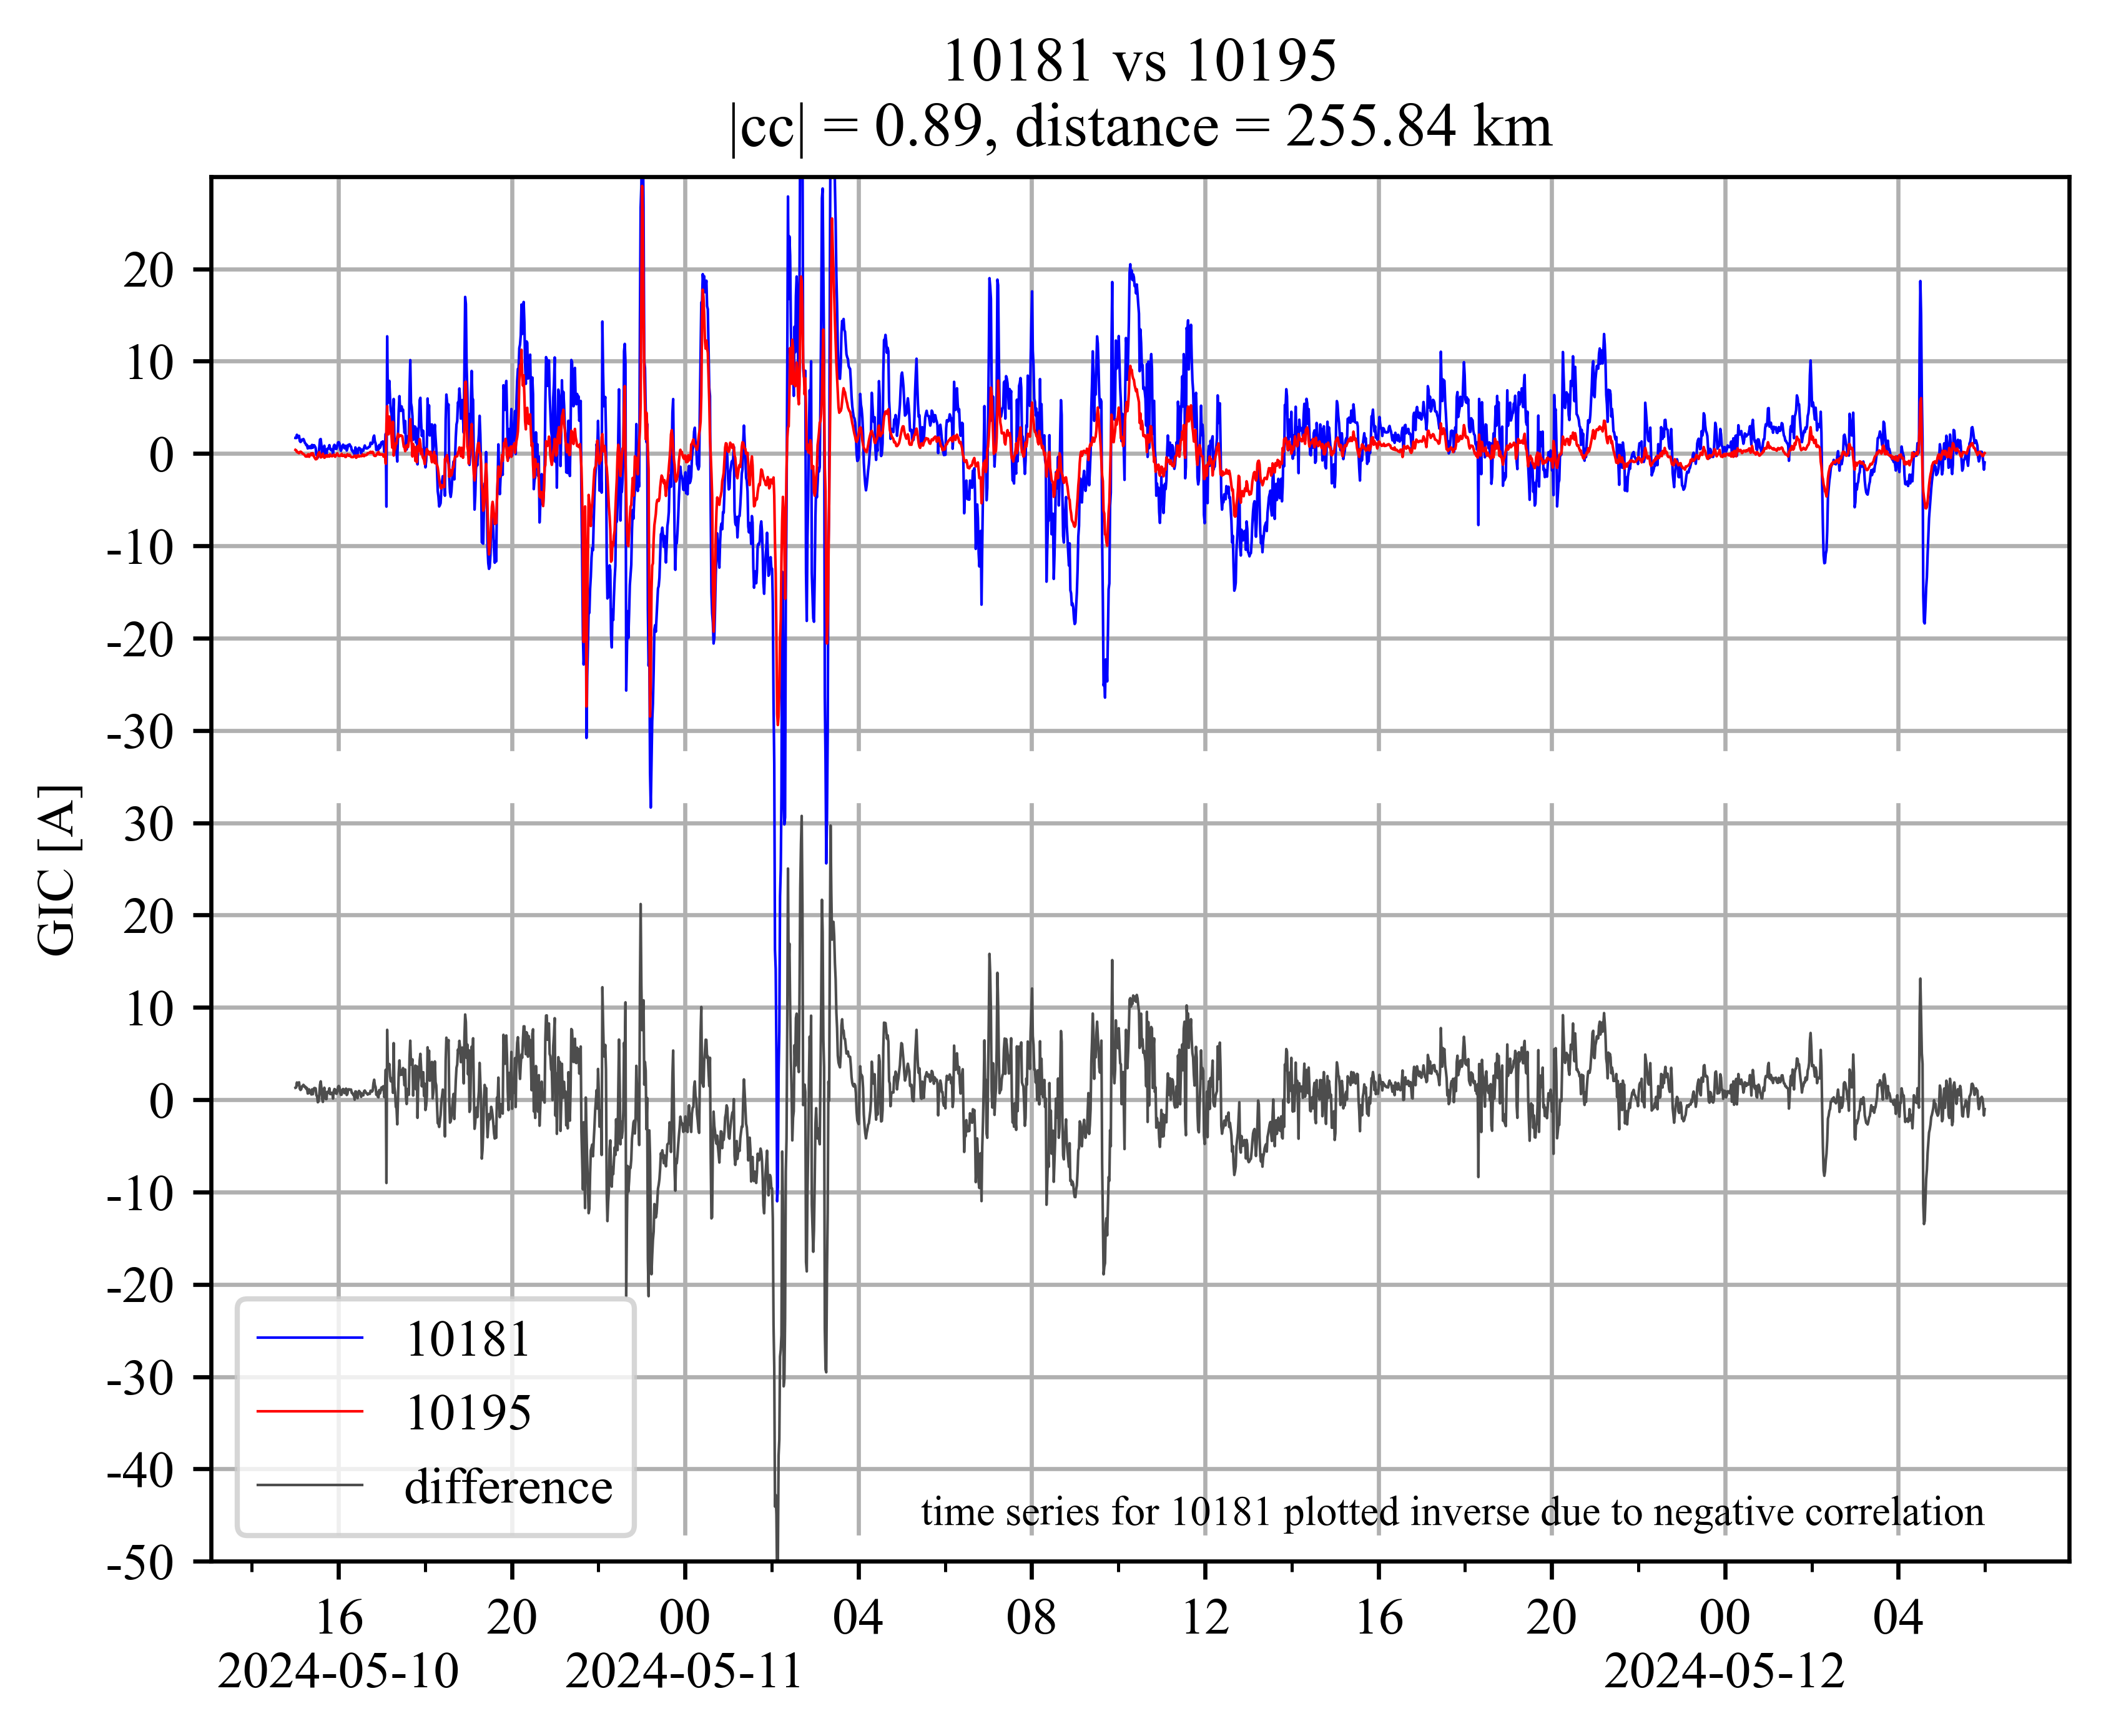 10181 vs 10195
|cc| = 0.89, distance = 255.84 km
GIC [A]
20
10
0
-10
-20
-30
30
20
10
0
-10
-20
-30
-40
-50
10181
10195
difference
time series for 10181 plotted inverse due to negative correlation
16 20 00 04 08 12 16 20 00 04
2024-05-10 2024-05-11 2024-05-12